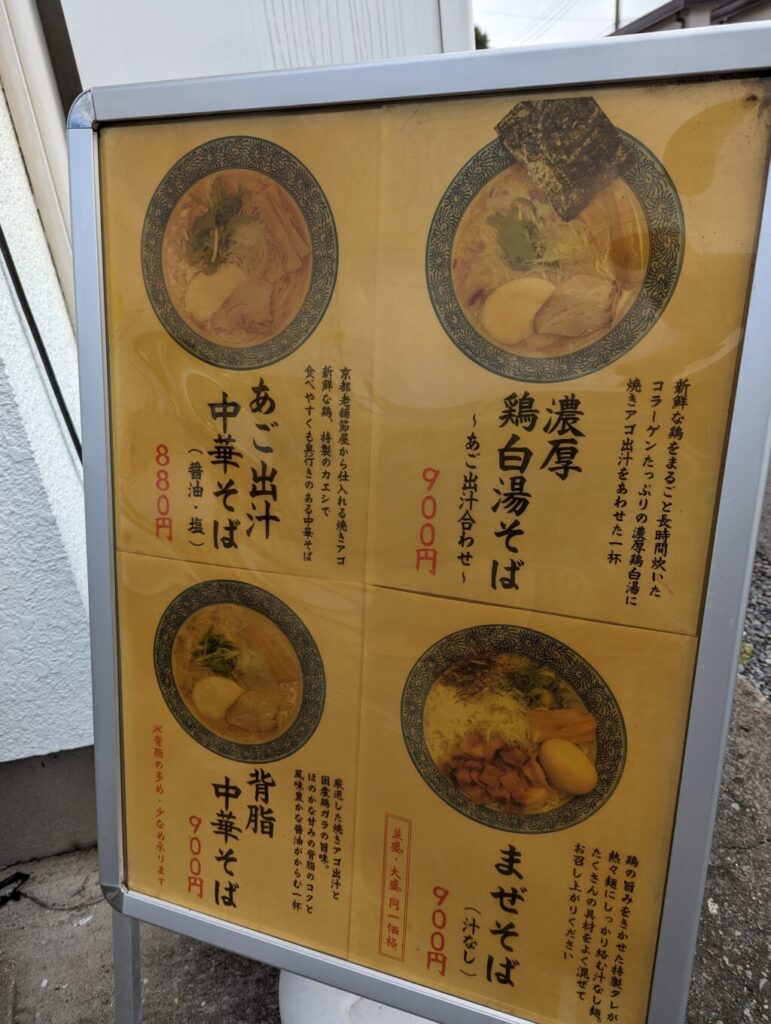 新鮮な鶏をまるごと長時間炊いた
コラーゲンたっぷりの濃厚鶏白湯に
焼きアゴ出汁をあわせた一杯
濃厚
鶏白湯そば
～あご出汁合わせ～
900円
京都老舗節屋から仕入れる焼きアゴ
新鮮な鶏、特製のカエシで
食べやすくも奥行きのある中華そば
あご出汁
中華そば
(醤油・塩)
880円
鶏の旨みをきかせた特製タレが
熱々麺にしっかり絡む汁なし麺。
たくさんの具材をよく混ぜて
お召し上がりください
まぜそば
(汁なし)
900円
並盛・大盛 同一価格
厳選した焼きアゴ出汁と
国産鶏ガラの旨味。
ほのかな甘みの背脂のコクと
風味豊かな醤油がからむ一杯
背脂
中華そば
900円
※背脂の多め・少なめ承ります